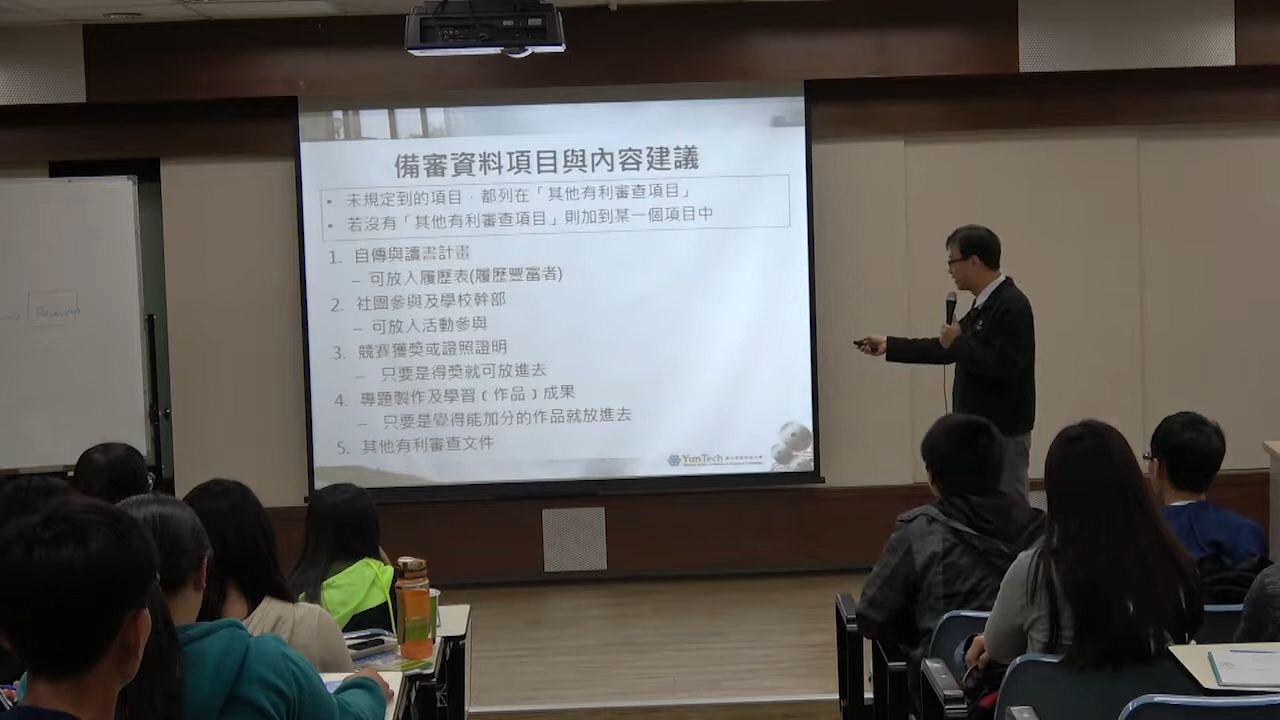 備審資料項目與內容建議
• 未規定到的項目，都列在「其他有利審查項目」
• 若沒有「其他有利審查項目」則加到某一個項目中
1. 自傳與讀書計畫
– 可放入履歷表(履歷豐富者)
2. 社團參與及學校幹部
– 可放入活動參與
3. 競賽獲獎或證照證明
– 只要是得獎就可放進去
4. 專題製作及學習（作品）成果
– 只要是覺得能加分的作品就放進去
5. 其他有利審查文件
YunTech